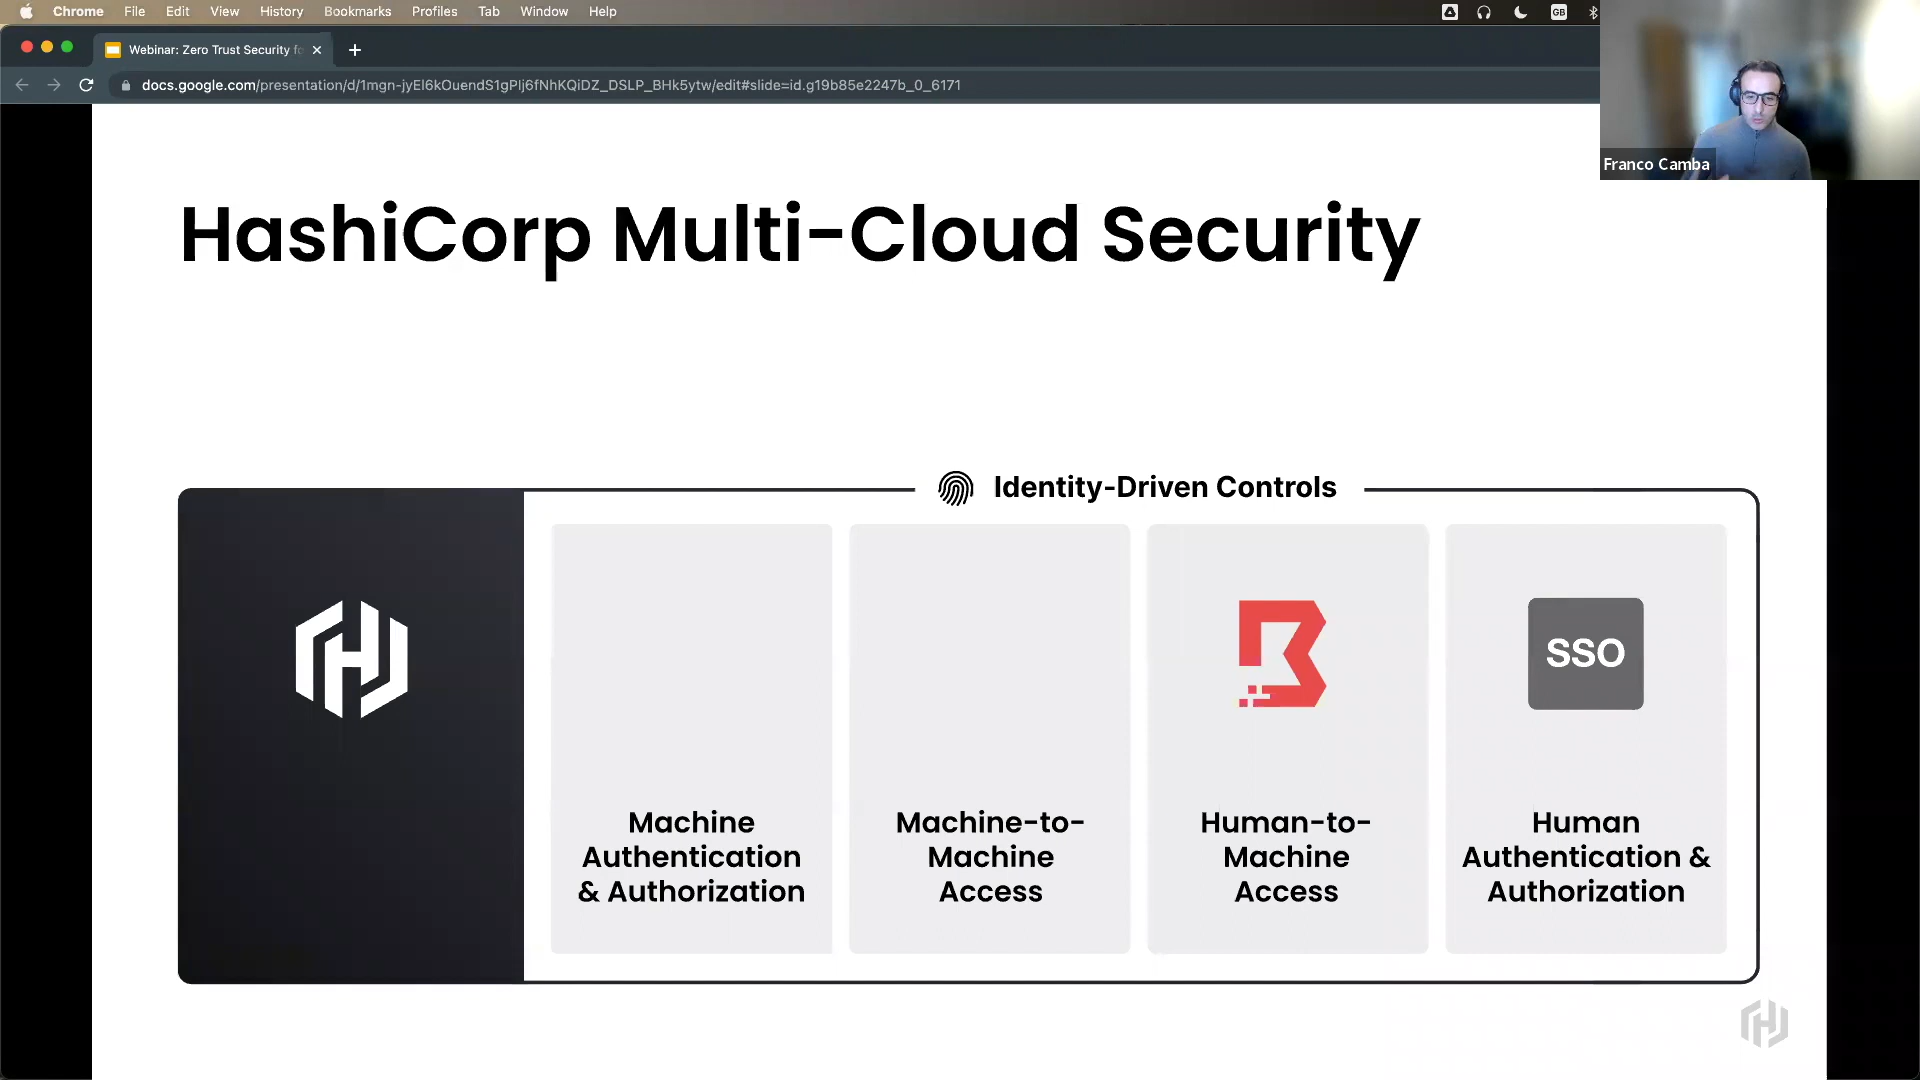 Chrome File Edit View History Bookmarks Profiles Tab Window Help
GB
Webinar: Zero Trust Security fo
docs.google.com/presentation/d/1mgn-jyEl6kOuendS1gPlj6fNhKQiDZ_DSLP_BHk5ytw/edit#slide=id.g19b85e2247b_0_6171
Franco Camba
HashiCorp Multi-Cloud Security
Identity-Driven Controls
SSO
Machine
Authentication
& Authorization
Machine-to-
Machine
Access
Human-to-
Machine
Access
Human
Authentication &
Authorization